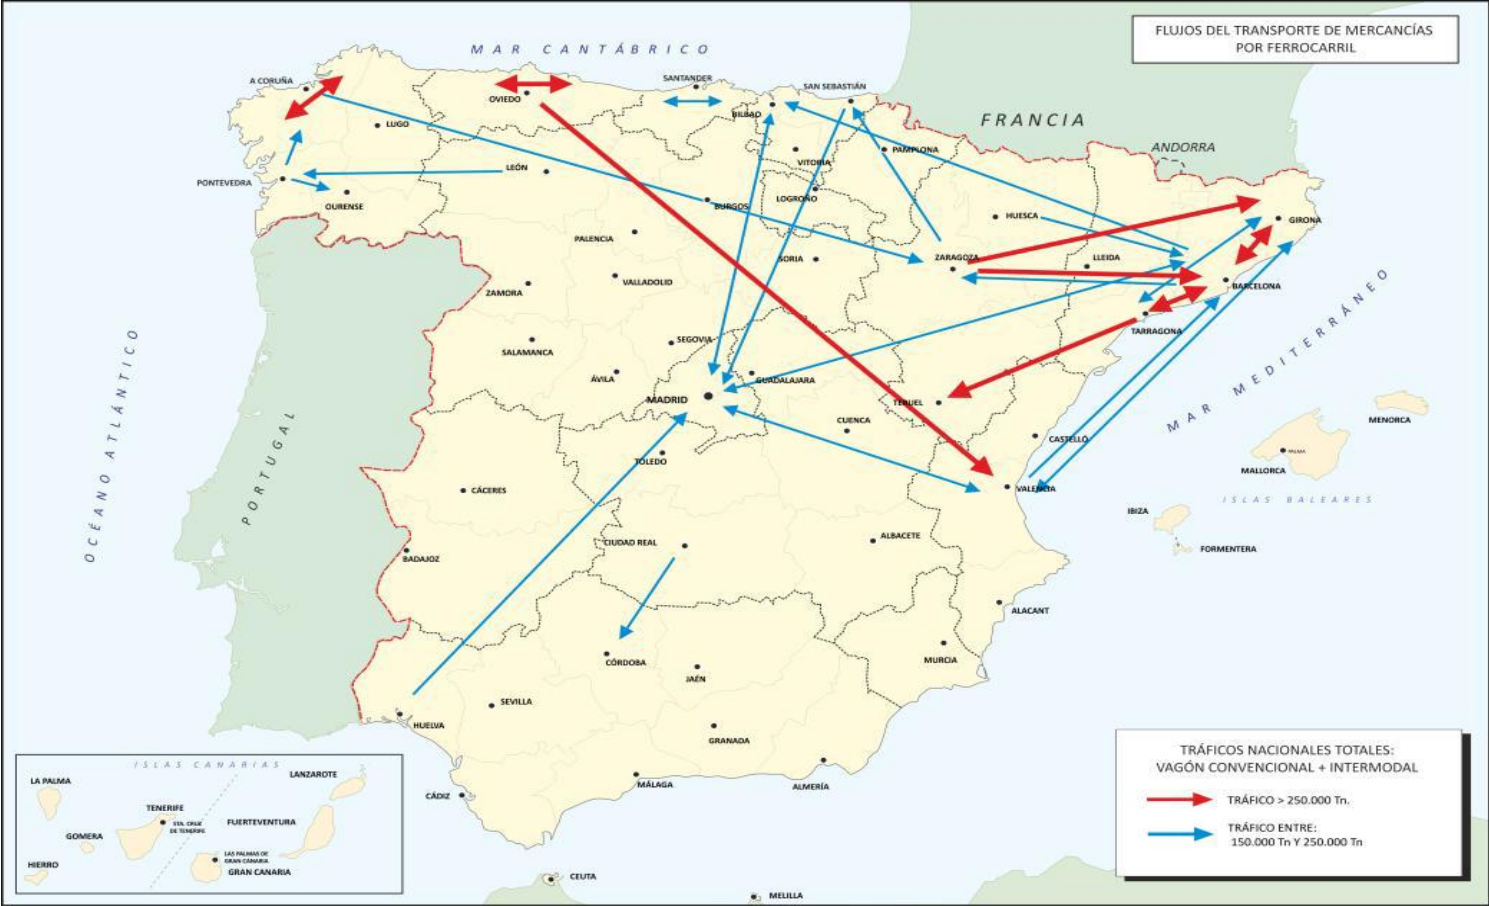 FLUJOS DEL TRANSPORTE DE MERCANCÍAS
POR FERROCARRIL
MAR CANTÁBRICO
A CORUÑA
SANTANDER
SAN SEBASTIÁN
OVIEDO
BILBAO
FRANCIA
LUGO
ANDORRA
PAMPLONA
VITORIA
LEÓN
PONTEVEDRA
OURENSE
BURGOS
LOGROÑO
HUESCA
GIRONA
PALENCIA
SORIA
ZARAGOZA
LLEIDA
VALLADOLID
ZAMORA
BARCELONA
TARRAGONA
SEGOVIA
SALAMANCA
ÁVILA
GUADALAJARA
MADRID
TERUEL
CUENCA
CASTELLÓ
TOLEDO
VALENCIA
CÁCERES
OCÉANO ATLÁNTICO
PORTUGAL
MAR MEDITERRÁNEO
MENORCA
PALMA
MALLORCA
ISLAS BALEARES
IBIZA
FORMENTERA
CIUDAD REAL
ALBACETE
BADAJOZ
ALACANT
MURCIA
CÓRDOBA
JAÉN
SEVILLA
HUELVA
GRANADA
MÁLAGA
ALMERÍA
CÁDIZ
CEUTA
MELILLA
ISLAS CANARIAS
LA PALMA
LANZAROTE
TENERIFE
STA. CRUZ
DE TENERIFE
FUERTEVENTURA
GOMERA
LAS PALMAS DE
GRAN CANARIA
HIERRO
GRAN CANARIA
TRÁFICOS NACIONALES TOTALES:
VAGÓN CONVENCIONAL + INTERMODAL
TRÁFICO > 250.000 Tn.
TRÁFICO ENTRE:
150.000 Tn Y 250.000 Tn